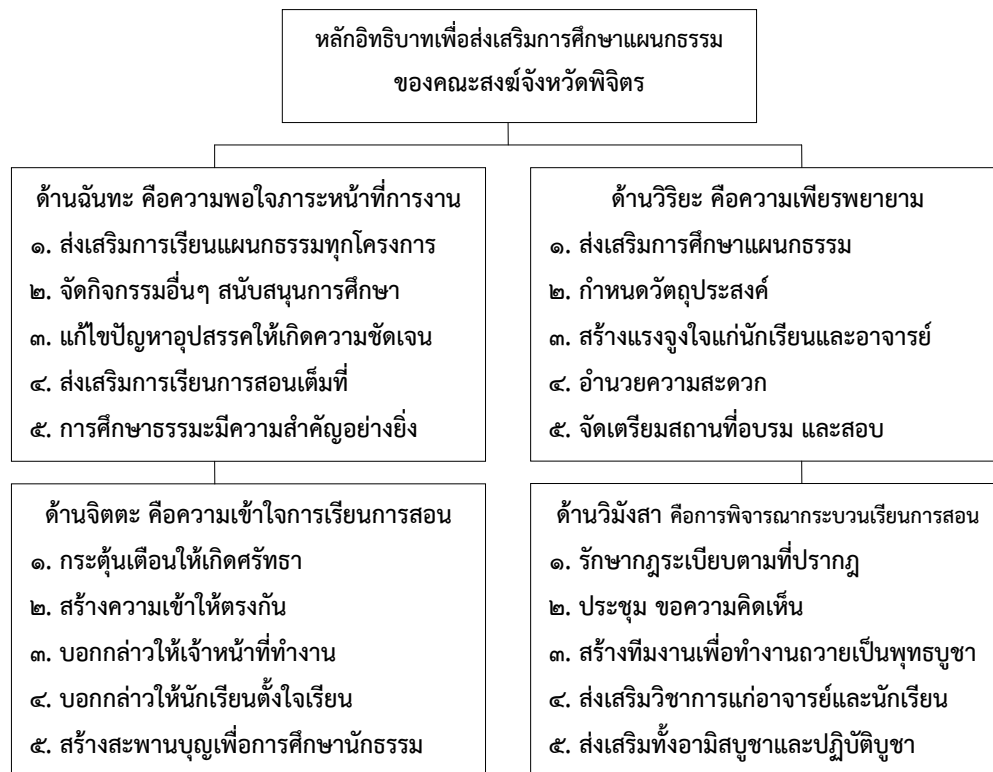 หลักอิทธิบาทเพื่อส่งเสริมการศึกษาแผนกธรรม
ของคณะสงฆ์จังหวัดพิจิตร
ด้านฉันทะ คือความพอใจภาระหน้าที่การงาน
๑. ส่งเสริมการเรียนแผนกธรรมทุกโครงการ
๒. จัดกิจกรรมอื่นๆ สนับสนุนการศึกษา
๓. แก้ไขปัญหาอุปสรรคให้เกิดความชัดเจน
๔. ส่งเสริมการเรียนการสอนเต็มที่
๕. การศึกษาธรรมะมีความสำคัญอย่างยิ่ง
ด้านวิริยะ คือความเพียรพยายาม
๑. ส่งเสริมการศึกษาแผนกธรรม
๒. กำหนดวัตถุประสงค์
๓. สร้างแรงจูงใจแก่นักเรียนและอาจารย์
๔. อำนวยความสะดวก
๕. จัดเตรียมสถานที่อบรม และสอบ
ด้านจิตตะ คือความเข้าใจการเรียนการสอน
๑. กระตุ้นเตือนให้เกิดศรัทธา
๒. สร้างความเข้าให้ตรงกัน
๓. บอกกล่าวให้เจ้าหน้าที่ทำงาน
๔. บอกกล่าวให้นักเรียนตั้งใจเรียน
๕. สร้างสะพานบุญเพื่อการศึกษานักธรรม
ด้านวิมังสา คือการพิจารณากระบวนเรียนการสอน
๑. รักษากฎระเบียบตามที่ปรากฎ
๒. ประชุม ขอความคิดเห็น
๓. สร้างทีมงานเพื่อทำงานถวายเป็นพุทธบูชา
๔. ส่งเสริมวิชาการแก่อาจารย์และนักเรียน
๕. ส่งเสริมทั้งอามิสบูชาและปฏิบัติบูชา